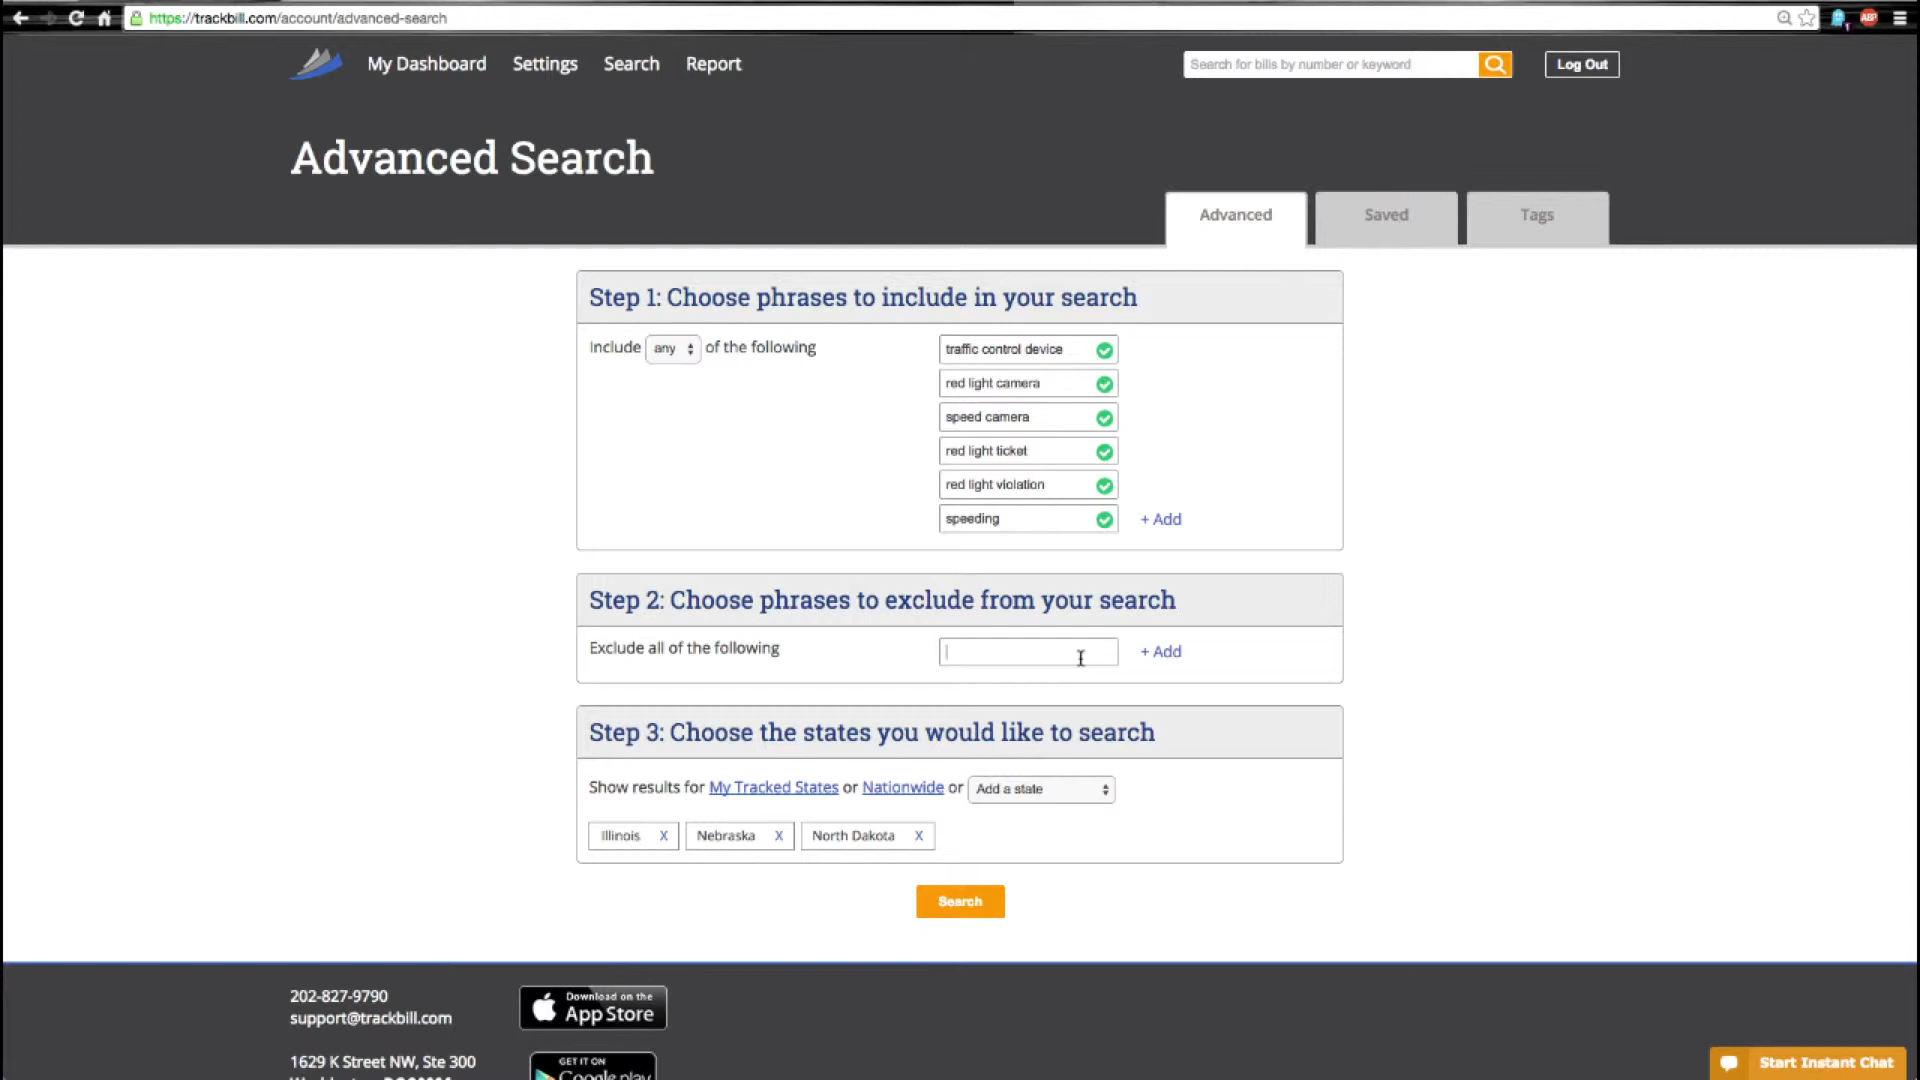 https://trackbill.com/account/advanced-search
ABP
My Dashboard Settings Search Report
Search for bills by number or keyword
Log Out
Advanced Search
Advanced Saved Tags
Step 1: Choose phrases to include in your search
Include any of the following
traffic control device
red light camera
speed camera
red light ticket
red light violation
speeding + Add
Step 2: Choose phrases to exclude from your search
Exclude all of the following + Add
Step 3: Choose the states you would like to search
Show results for My Tracked States or Nationwide or Add a state
Illinois X Nebraska X North Dakota X
Search
202-827-9790
support@trackbill.com
Download on the
App Store
1629 K Street NW, Ste 300
GET IT ON
Google play
Start Instant Chat